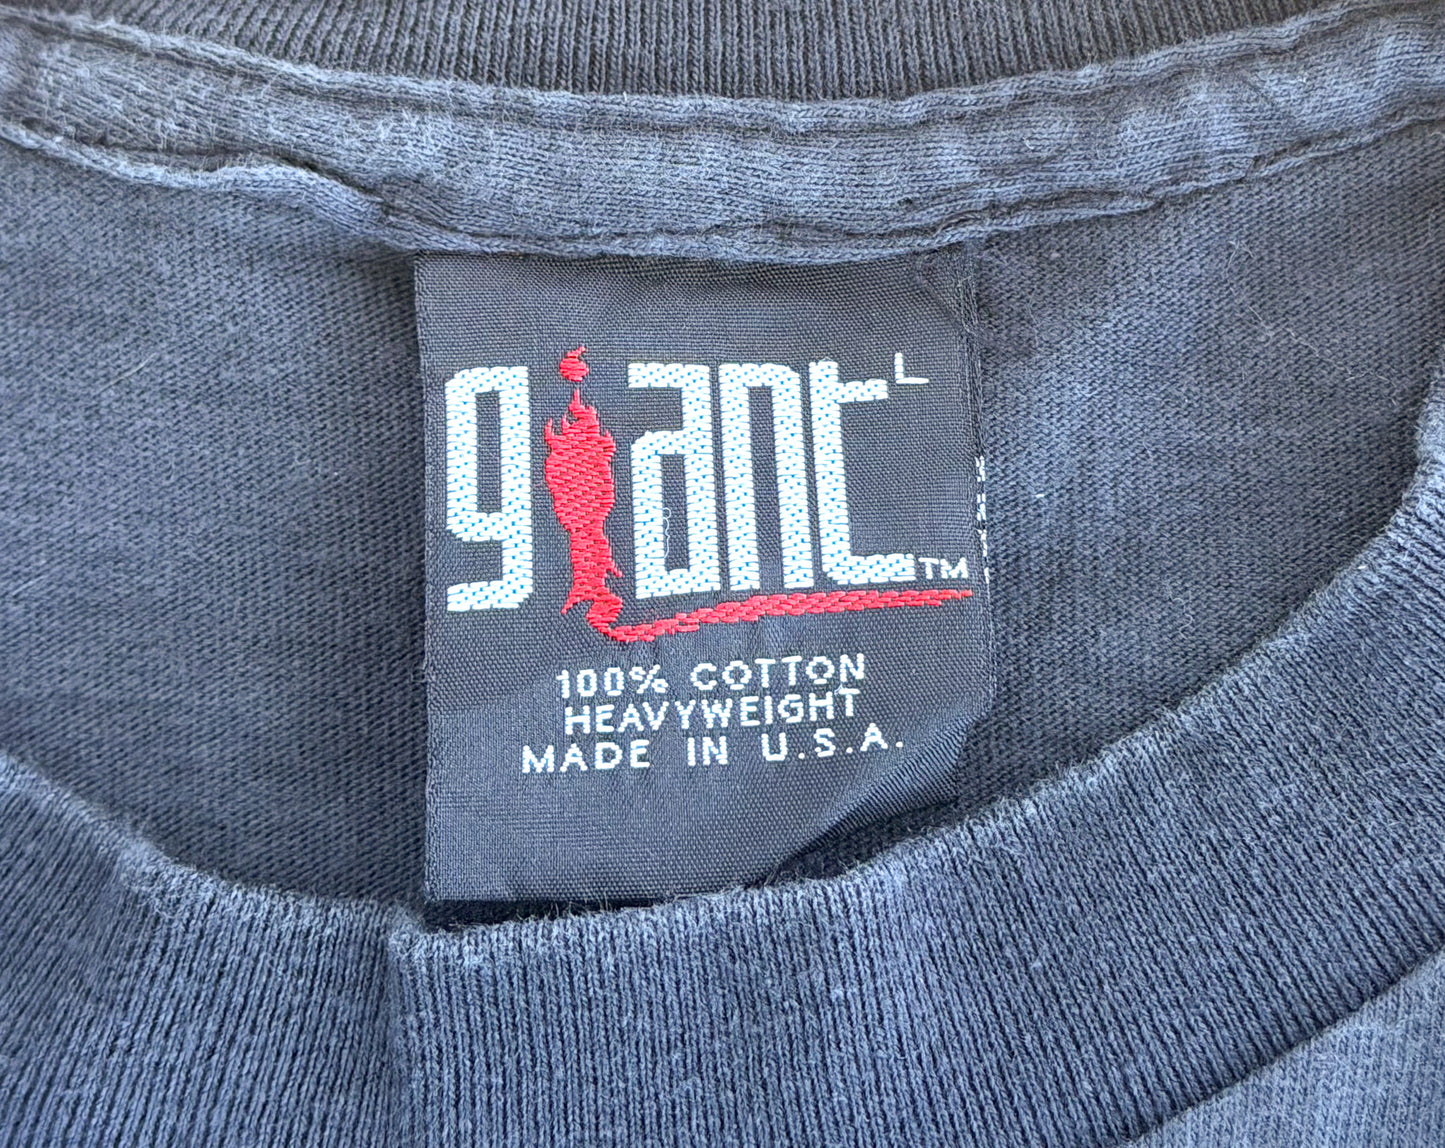 giant L
TM
100% COTTON
HEAVYWEIGHT
MADE IN U.S.A.